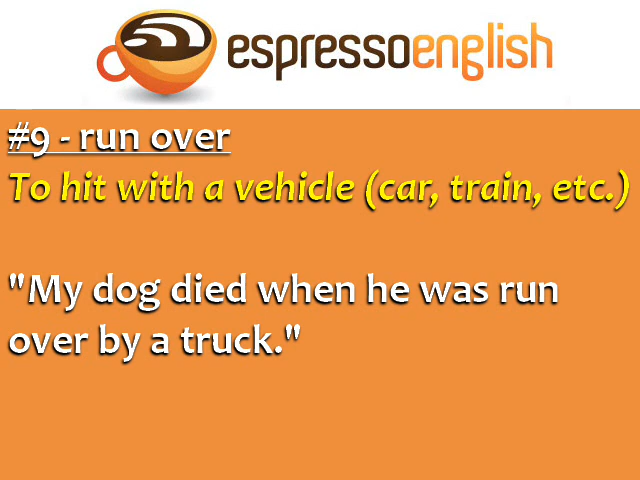 espressoenglish
#9 - run over
To hit with a vehicle (car, train, etc.)
"My dog died when he was run
over by a truck."